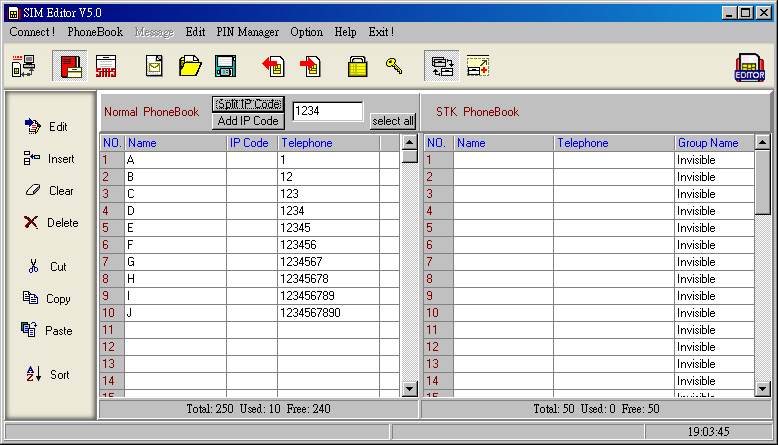 SIM Editor V5.0
Connect ! PhoneBook Message Edit PIN Manager Option Help Exit !
SMS
EDITOR
Edit
Insert
Clear
Delete
Cut
Copy
Paste
Sort
Normal PhoneBook Split IP Code 1234
Add IP Code select all
NO. Name IP Code Telephone
1 A 1
2 B 12
3 C 123
4 D 1234
5 E 12345
6 F 123456
7 G 1234567
8 H 12345678
9 I 123456789
10 J 1234567890
11
12
13
14
15
Total: 250 Used: 10 Free: 240
STK PhoneBook
NO. Name Telephone Group Name
1 Invisible
2 Invisible
3 Invisible
4 Invisible
5 Invisible
6 Invisible
7 Invisible
8 Invisible
9 Invisible
10 Invisible
11 Invisible
12 Invisible
13 Invisible
14 Invisible
15 Invisible
Total: 50 Used: 0 Free: 50
19:03:45